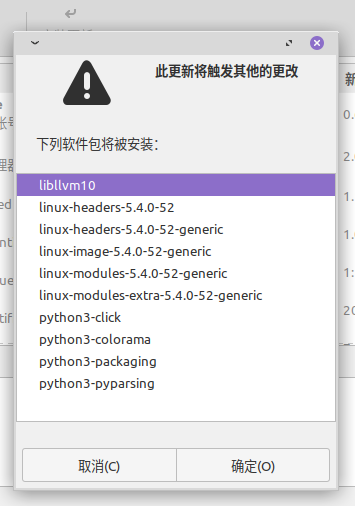 此更新将触发其他的更改
新
下列软件包将被安装：
libllvm10
linux-headers-5.4.0-52
linux-headers-5.4.0-52-generic
linux-image-5.4.0-52-generic
linux-modules-5.4.0-52-generic
linux-modules-extra-5.4.0-52-generic
python3-click
python3-colorama
python3-packaging
python3-pyparsing
取消(C)
确定(O)